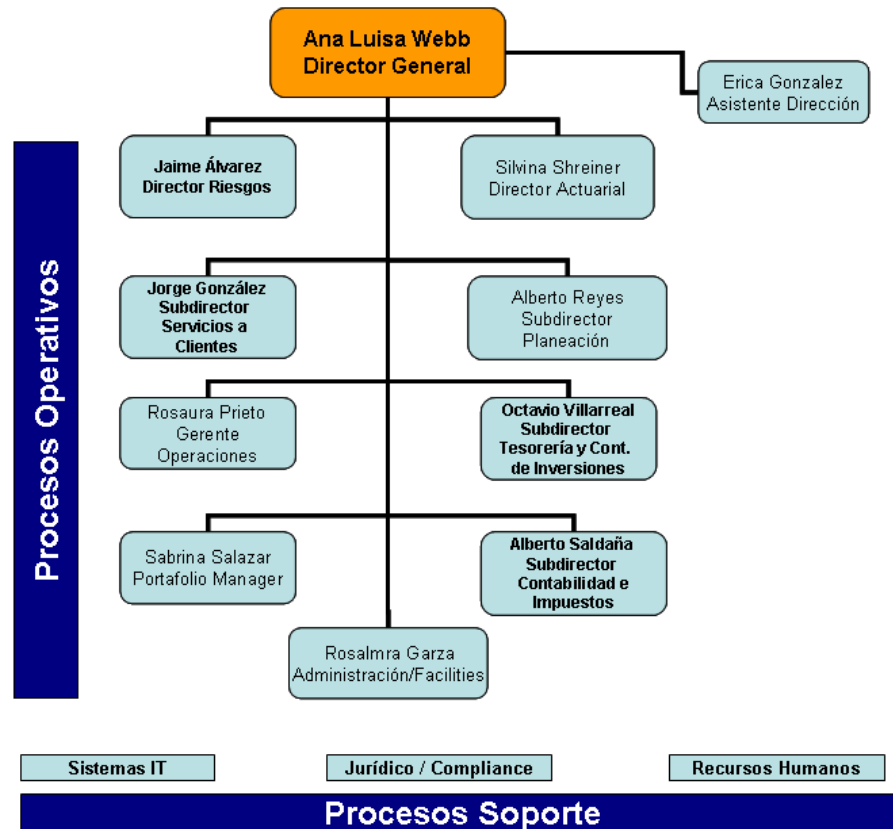 Ana Luisa Webb
Director General
Erica Gonzalez
Asistente Dirección
Procesos Operativos
Jaime Álvarez
Director Riesgos
Silvina Shreiner
Director Actuarial
Jorge González
Subdirector
Servicios a
Clientes
Alberto Reyes
Subdirector
Planeación
Rosaura Prieto
Gerente
Operaciones
Octavio Villarreal
Subdirector
Tesorería y Cont.
de Inversiones
Sabrina Salazar
Portafolio Manager
Alberto Saldaña
Subdirector
Contabilidad e
Impuestos
Rosalmra Garza
Administración/Facilities
Sistemas IT
Jurídico / Compliance
Recursos Humanos
Procesos Soporte